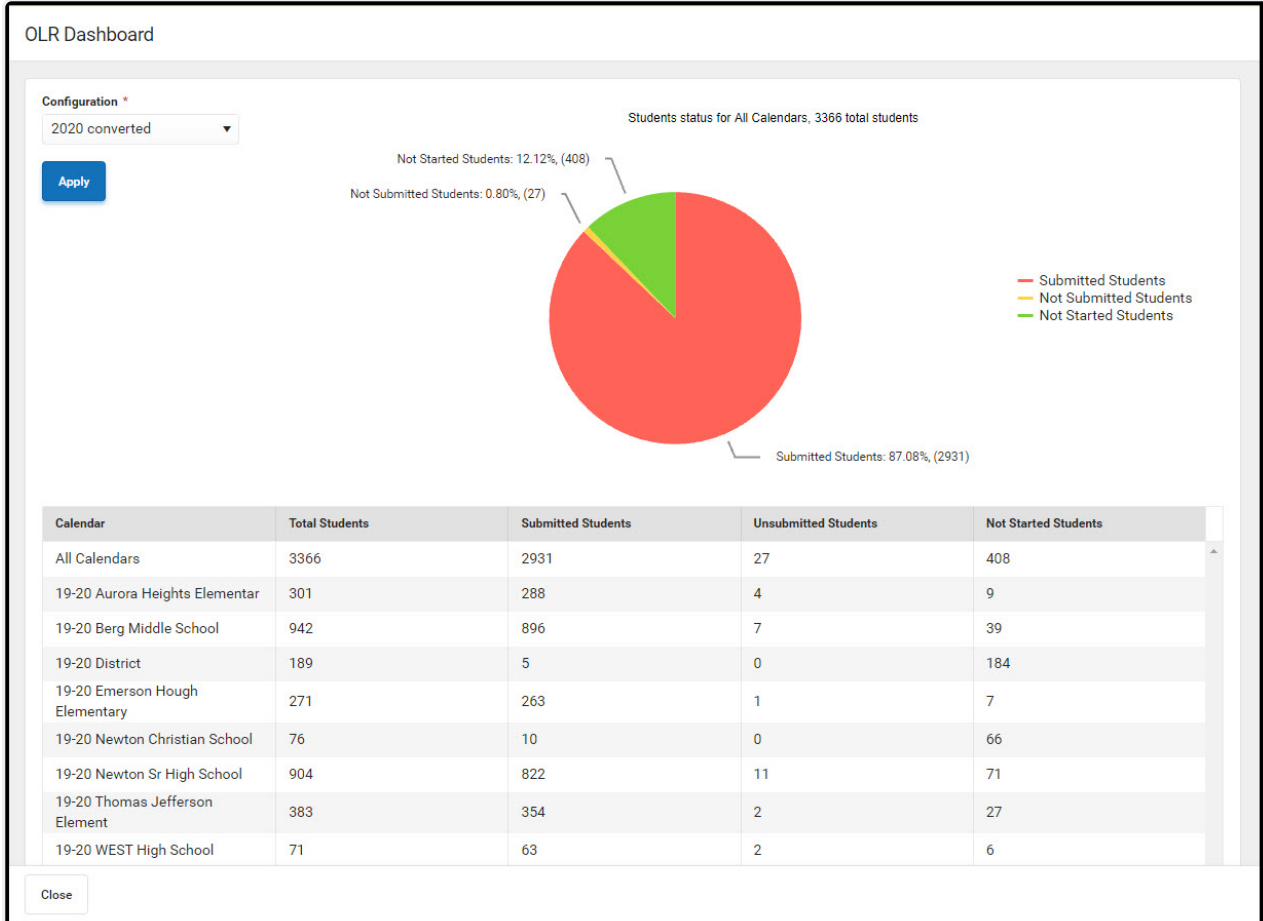 OLR Dashboard
Configuration *
2020 converted
Apply
Students status for All Calendars, 3366 total students
Not Started Students: 12.12%, (408)
Not Submitted Students: 0.80%, (27)
Submitted Students
Not Submitted Students
Not Started Students
Submitted Students: 87.08%, (2931)
Calendar Total Students Submitted Students Unsubmitted Students Not Started Students
All Calendars 3366 2931 27 408
19-20 Aurora Heights Elementar 301 288 4 9
19-20 Berg Middle School 942 896 7 39
19-20 District 189 5 0 184
19-20 Emerson Hough
Elementary 271 263 1 7
19-20 Newton Christian School 76 10 0 66
19-20 Newton Sr High School 904 822 11 71
19-20 Thomas Jefferson
Element 383 354 2 27
19-20 WEST High School 71 63 2 6
Close